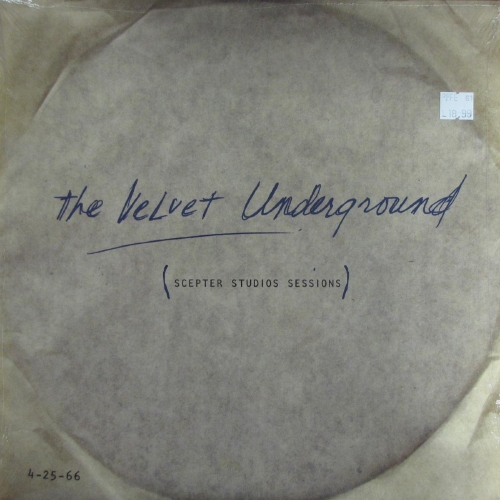 The Velvet Underground
(SCEPTER STUDIOS SESSIONS)
4-25-66